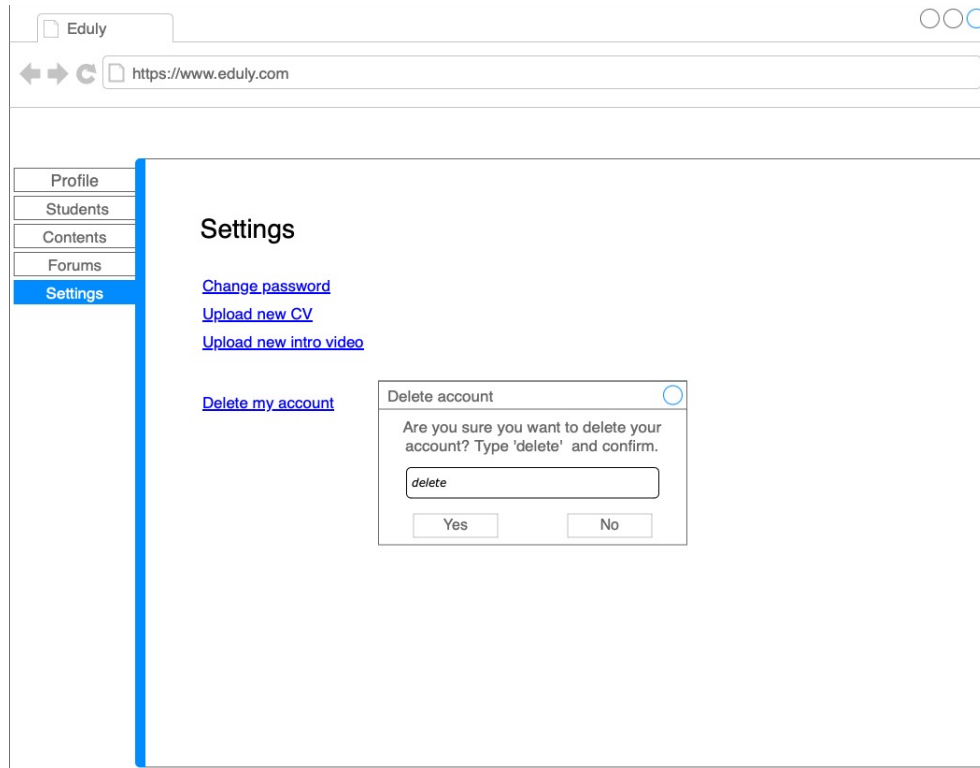 Eduly
https://www.eduly.com
Profile
Students
Contents
Forums
Settings
Settings
Change password
Upload new CV
Upload new intro video
Delete my account
Delete account
Are you sure you want to delete your
account? Type 'delete'  and confirm.
delete
Yes
No